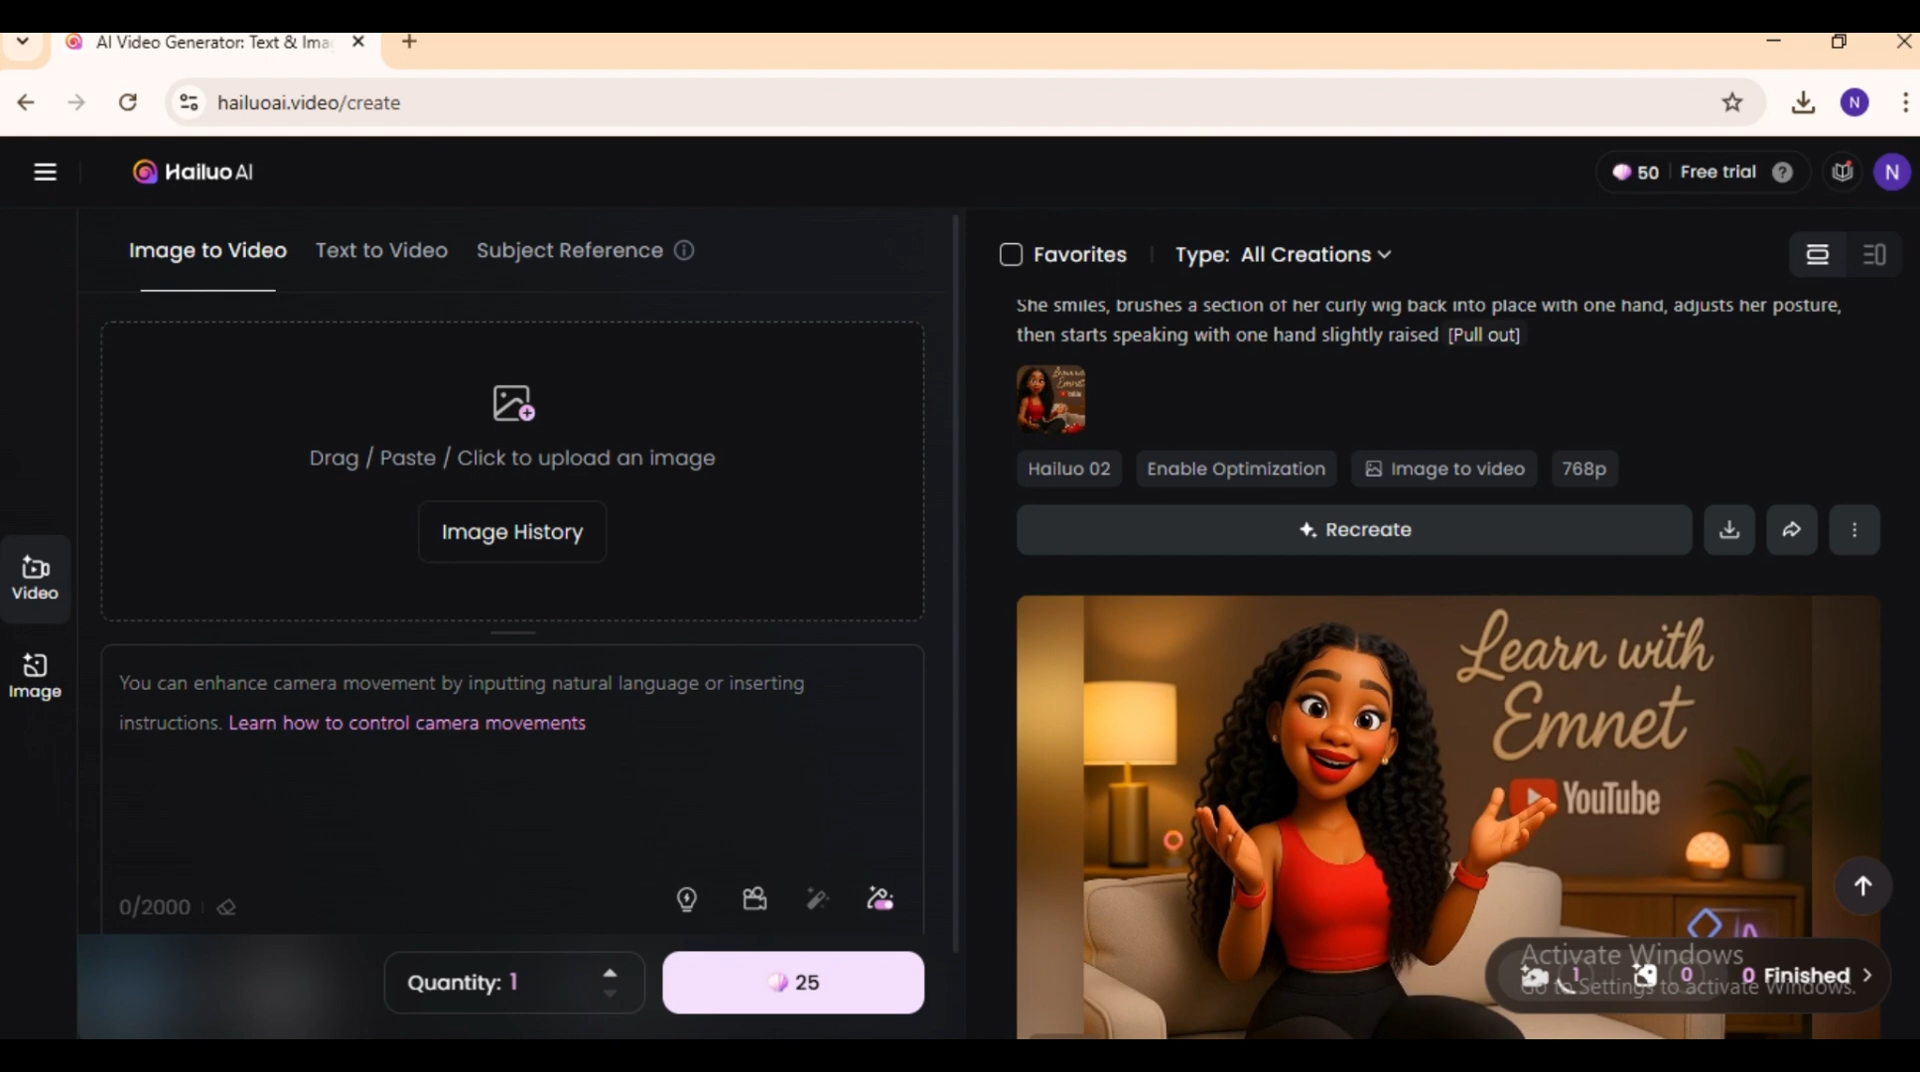 AI Video Generator: Text & Ima
hailuoai.video/create
N
Hailuo AI
50 Free trial ?
N
Image to Video Text to Video Subject Reference
Favorites Type: All Creations
She smiles, brushes a section of her curly wig back into place with one hand, adjusts her posture,
then starts speaking with one hand slightly raised [Pull out]
Drag / Paste / Click to upload an image
Image History
Hailuo 02 Enable Optimization Image to video 768p
Recreate
Video
Image
You can enhance camera movement by inputting natural language or inserting
instructions. Learn how to control camera movements
0/2000
Quantity: 1
25
Learn with
Emnet
YouTube
Activate Windows
Go to Settings to activate Windows.
1 0 0 Finished